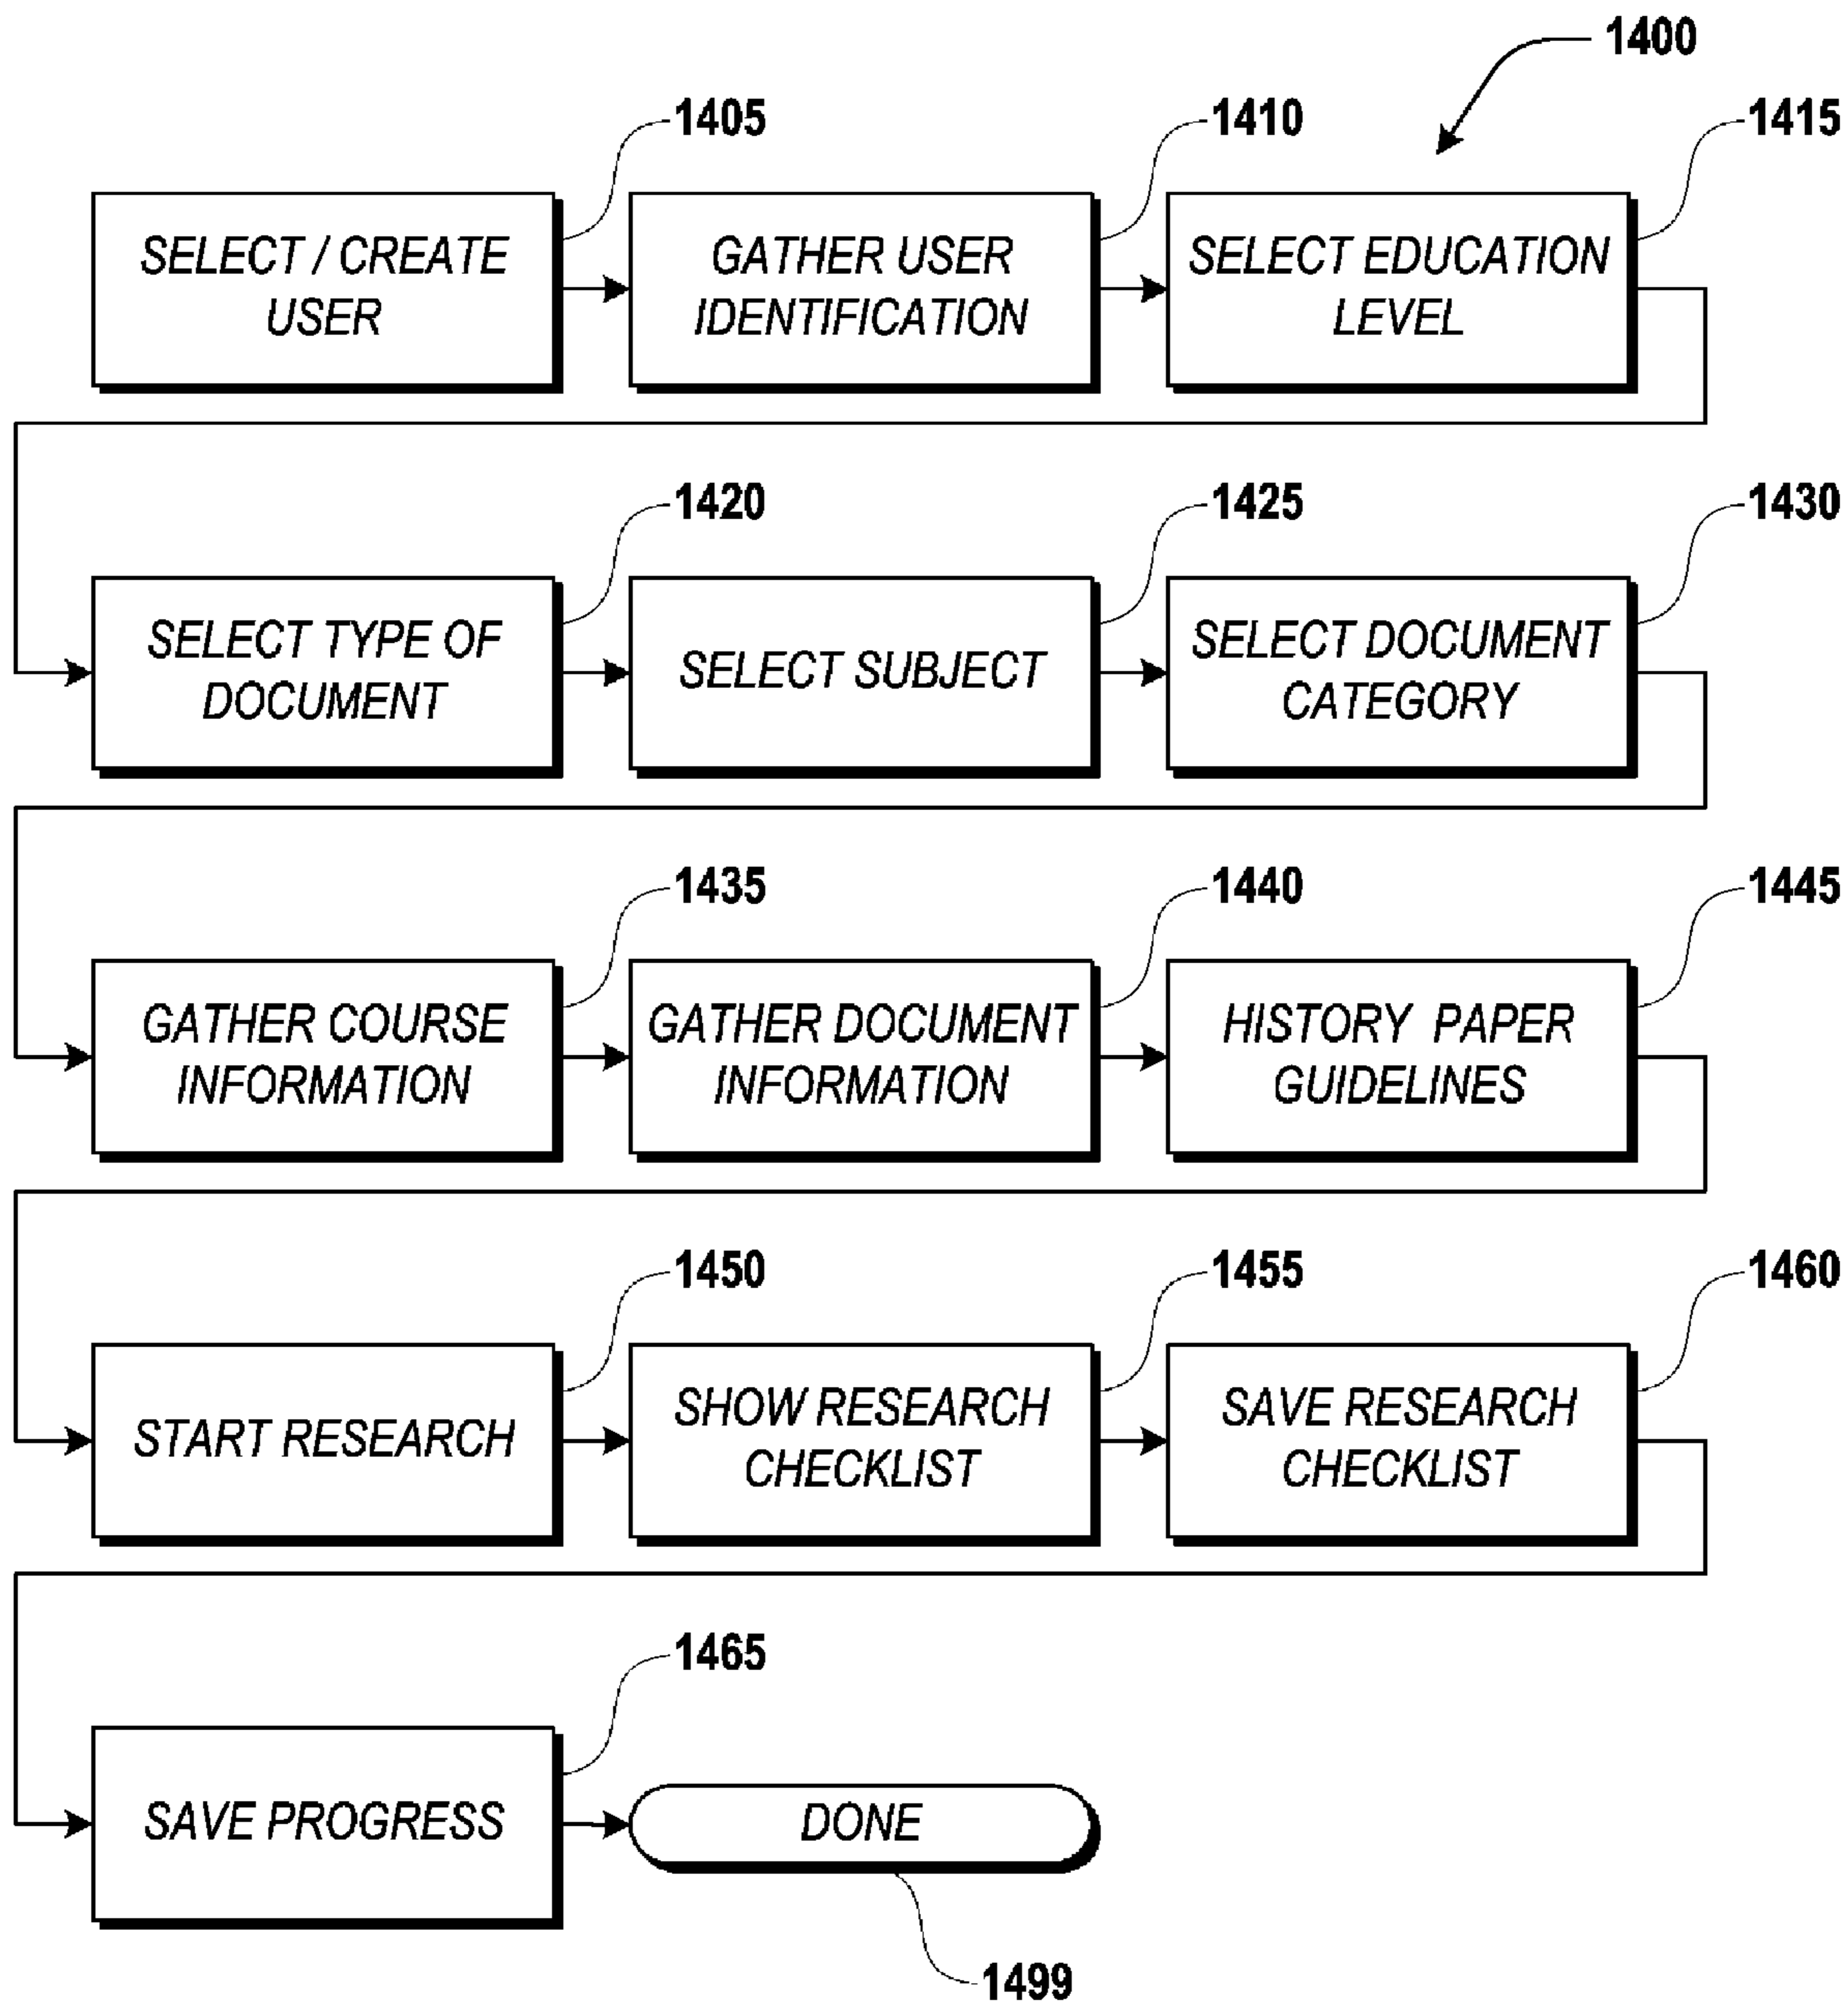 1400
1405
1410
1415
SELECT / CREATE
USER
GATHER USER
IDENTIFICATION
SELECT EDUCATION
LEVEL
1420
1425
1430
SELECT TYPE OF
DOCUMENT
SELECT SUBJECT
SELECT DOCUMENT
CATEGORY
1435
1440
1445
GATHER COURSE
INFORMATION
GATHER DOCUMENT
INFORMATION
HISTORY PAPER
GUIDELINES
1450
1455
1460
START RESEARCH
SHOW RESEARCH
CHECKLIST
SAVE RESEARCH
CHECKLIST
1465
SAVE PROGRESS
DONE
1499